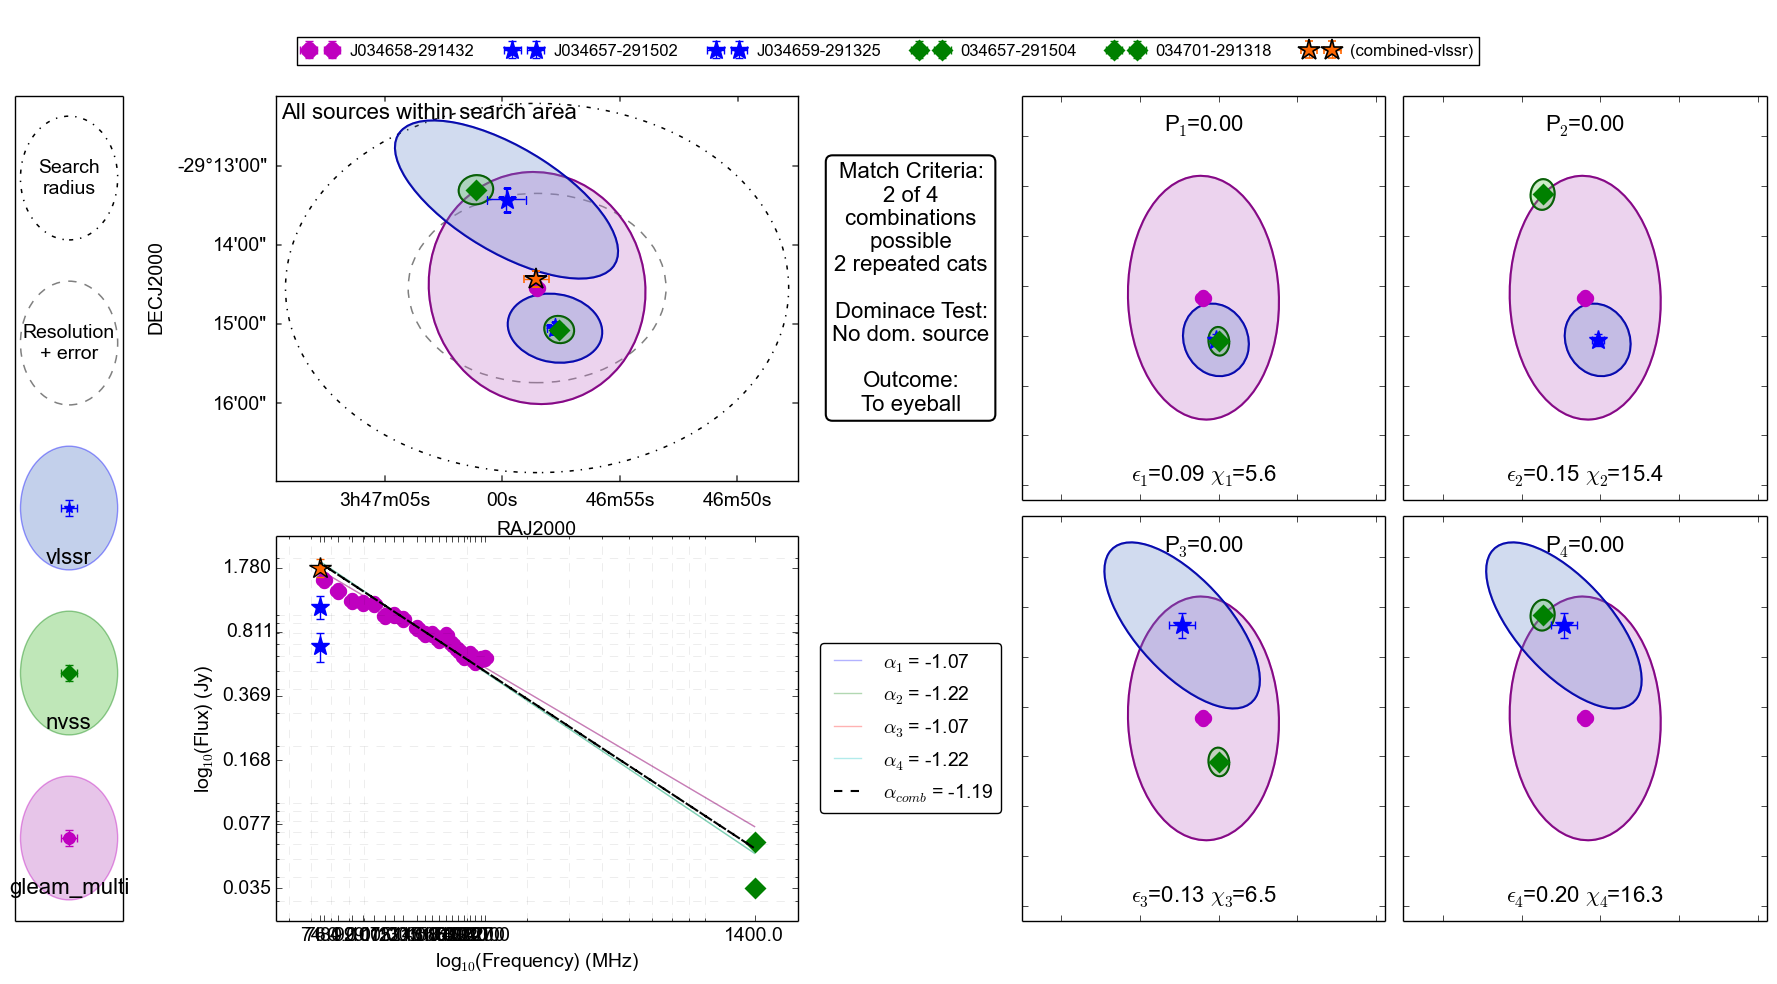 J034658-291432 J034657-291502 J034659-291325 034657-291504 034701-291318 (combined-vlssr)
Search
radius
Resolution
+ error
vlssr
nvss
gleam_multi
All sources within search area
DECJ2000
-29°13'00"
14'00"
15'00"
16'00"
3h47m05s 00s 46m55s 46m50s
RAJ2000
Match Criteria:
2 of 4
combinations
possible
2 repeated cats
Dominace Test:
No dom. source
Outcome:
To eyeball
P1=0.00
ϵ1=0.09 χ1=5.6
P2=0.00
ϵ2=0.15 χ2=15.4
log10(Flux) (Jy)
1.780
0.811
0.369
0.168
0.077
0.035
1400.0
log10(Frequency) (MHz)
α1 = -1.07
α2 = -1.22
α3 = -1.07
α4 = -1.22
αcomb = -1.19
P3=0.00
ϵ3=0.13 χ3=6.5
P4=0.00
ϵ4=0.20 χ4=16.3